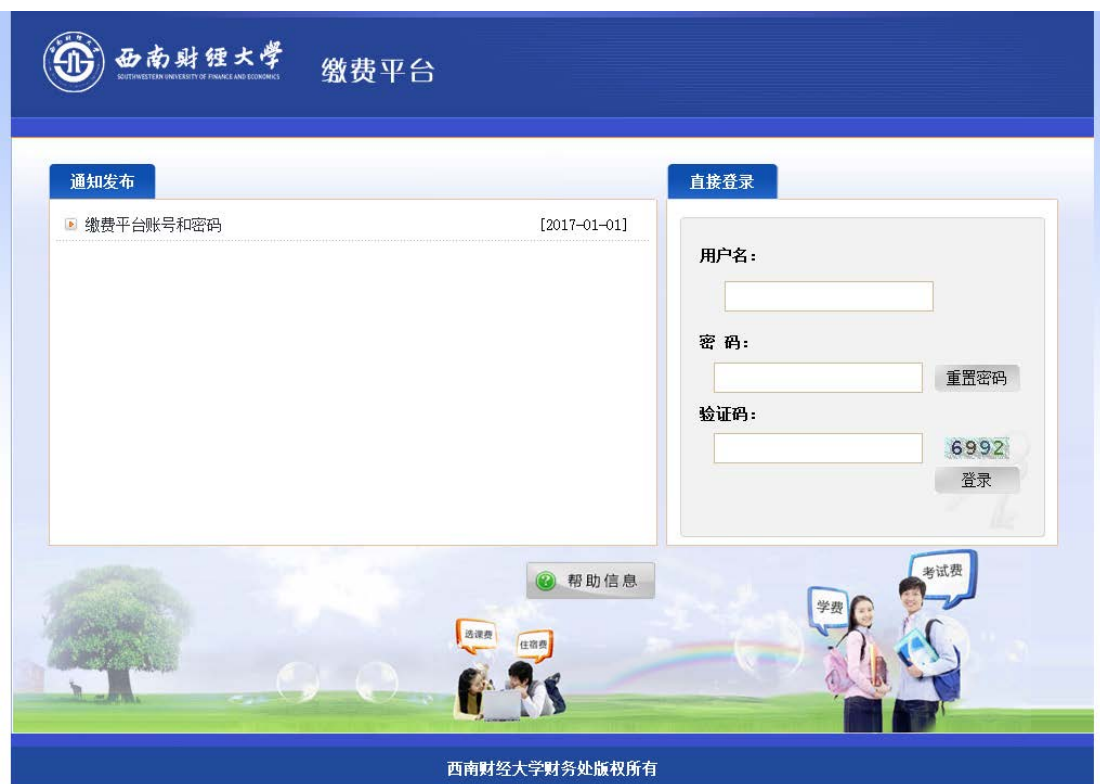 西南财经大學
SOUTHWESTERN UNIVERSITY OF FINANCE AND ECONOMICS
缴费平台
通知发布
缴费平台账号和密码 [2017-01-01]
直接登录
用户名：
密 码：
重置密码
验证码：
6992
登录
帮助信息
选课费
住宿费
学费
考试费
西南财经大学财务处版权所有